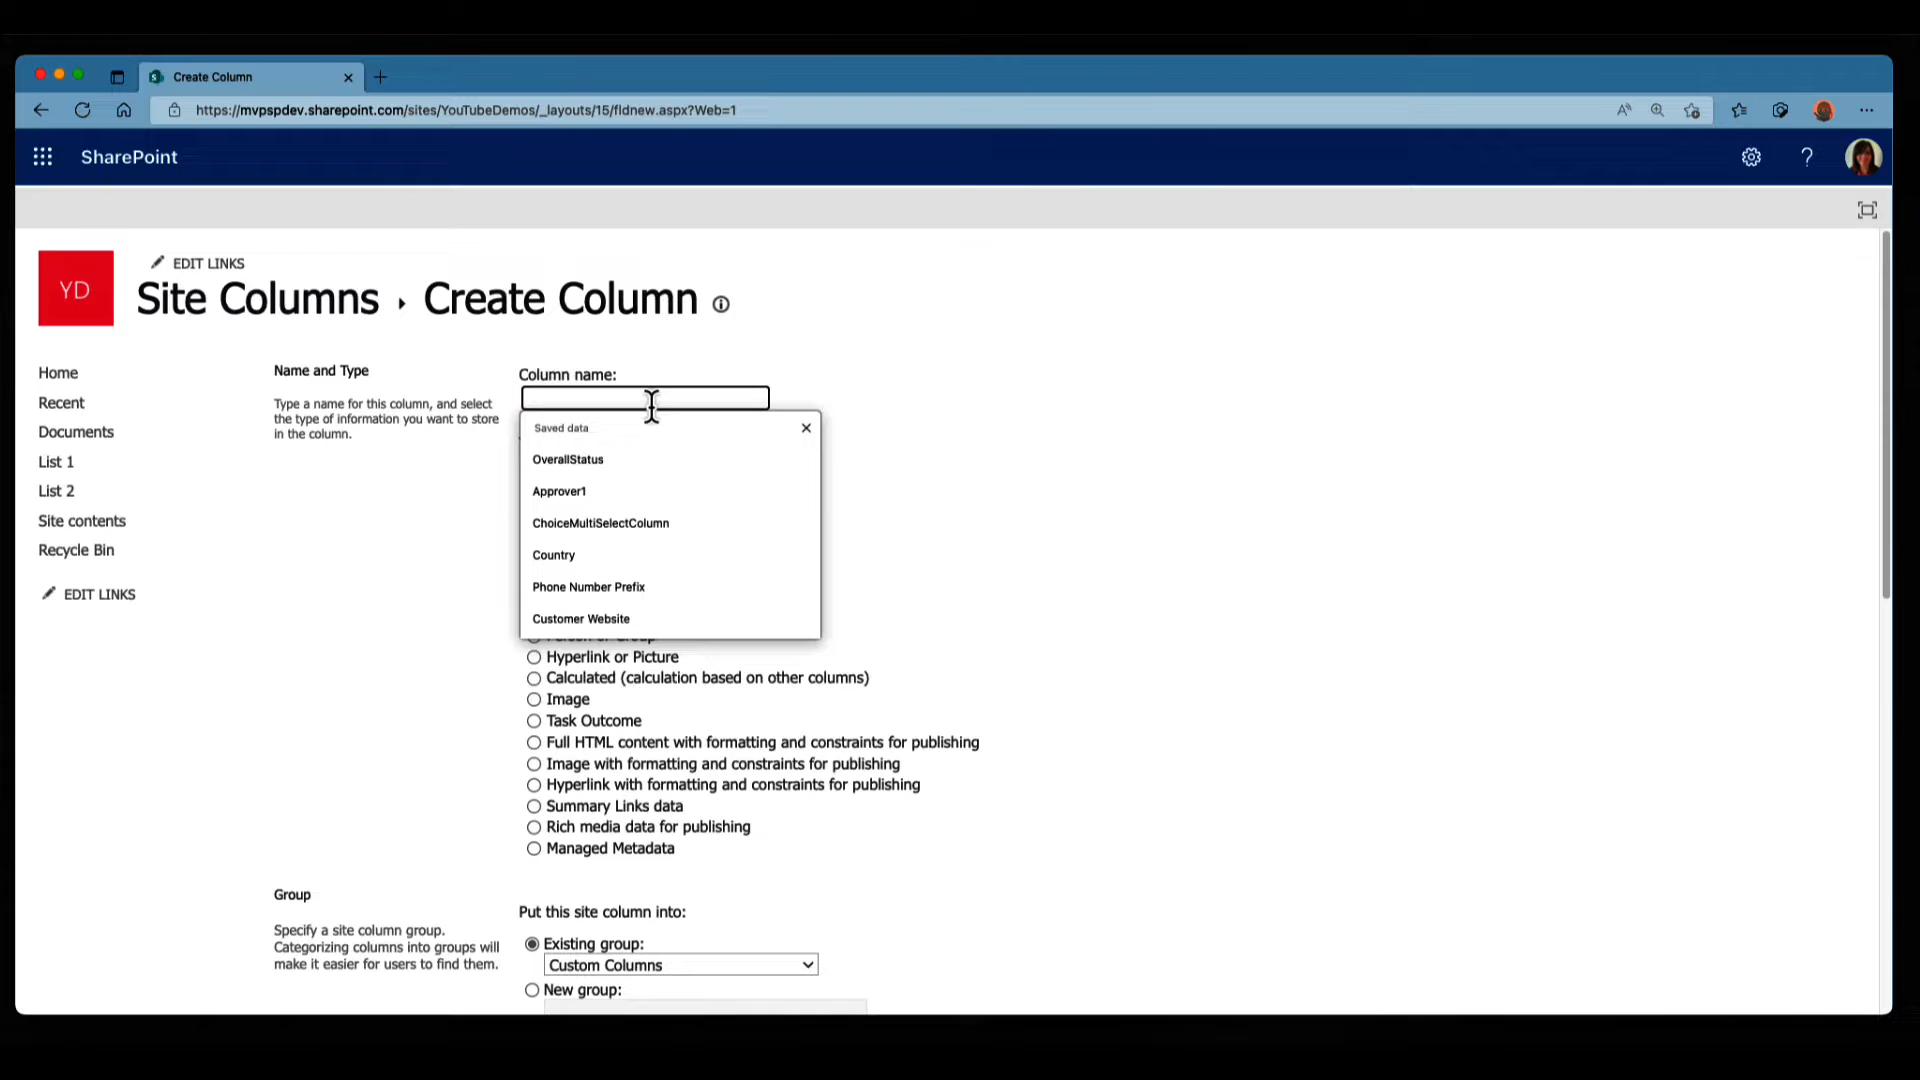 Create Column
https://mvpspdev.sharepoint.com/sites/YouTubeDemos/_layouts/15/fldnew.aspx?Web=1
SharePoint
YD
EDIT LINKS
Site Columns ▸ Create Column
Home
Recent
Documents
List 1
List 2
Site contents
Recycle Bin
EDIT LINKS
Name and Type
Type a name for this column, and select
the type of information you want to store
in the column.
Column name:
Saved data
OverallStatus
Approver1
ChoiceMultiSelectColumn
Country
Phone Number Prefix
Customer Website
Hyperlink or Picture
Calculated (calculation based on other columns)
Image
Task Outcome
Full HTML content with formatting and constraints for publishing
Image with formatting and constraints for publishing
Hyperlink with formatting and constraints for publishing
Summary Links data
Rich media data for publishing
Managed Metadata
Group
Specify a site column group.
Categorizing columns into groups will
make it easier for users to find them.
Put this site column into:
Existing group:
Custom Columns
New group: